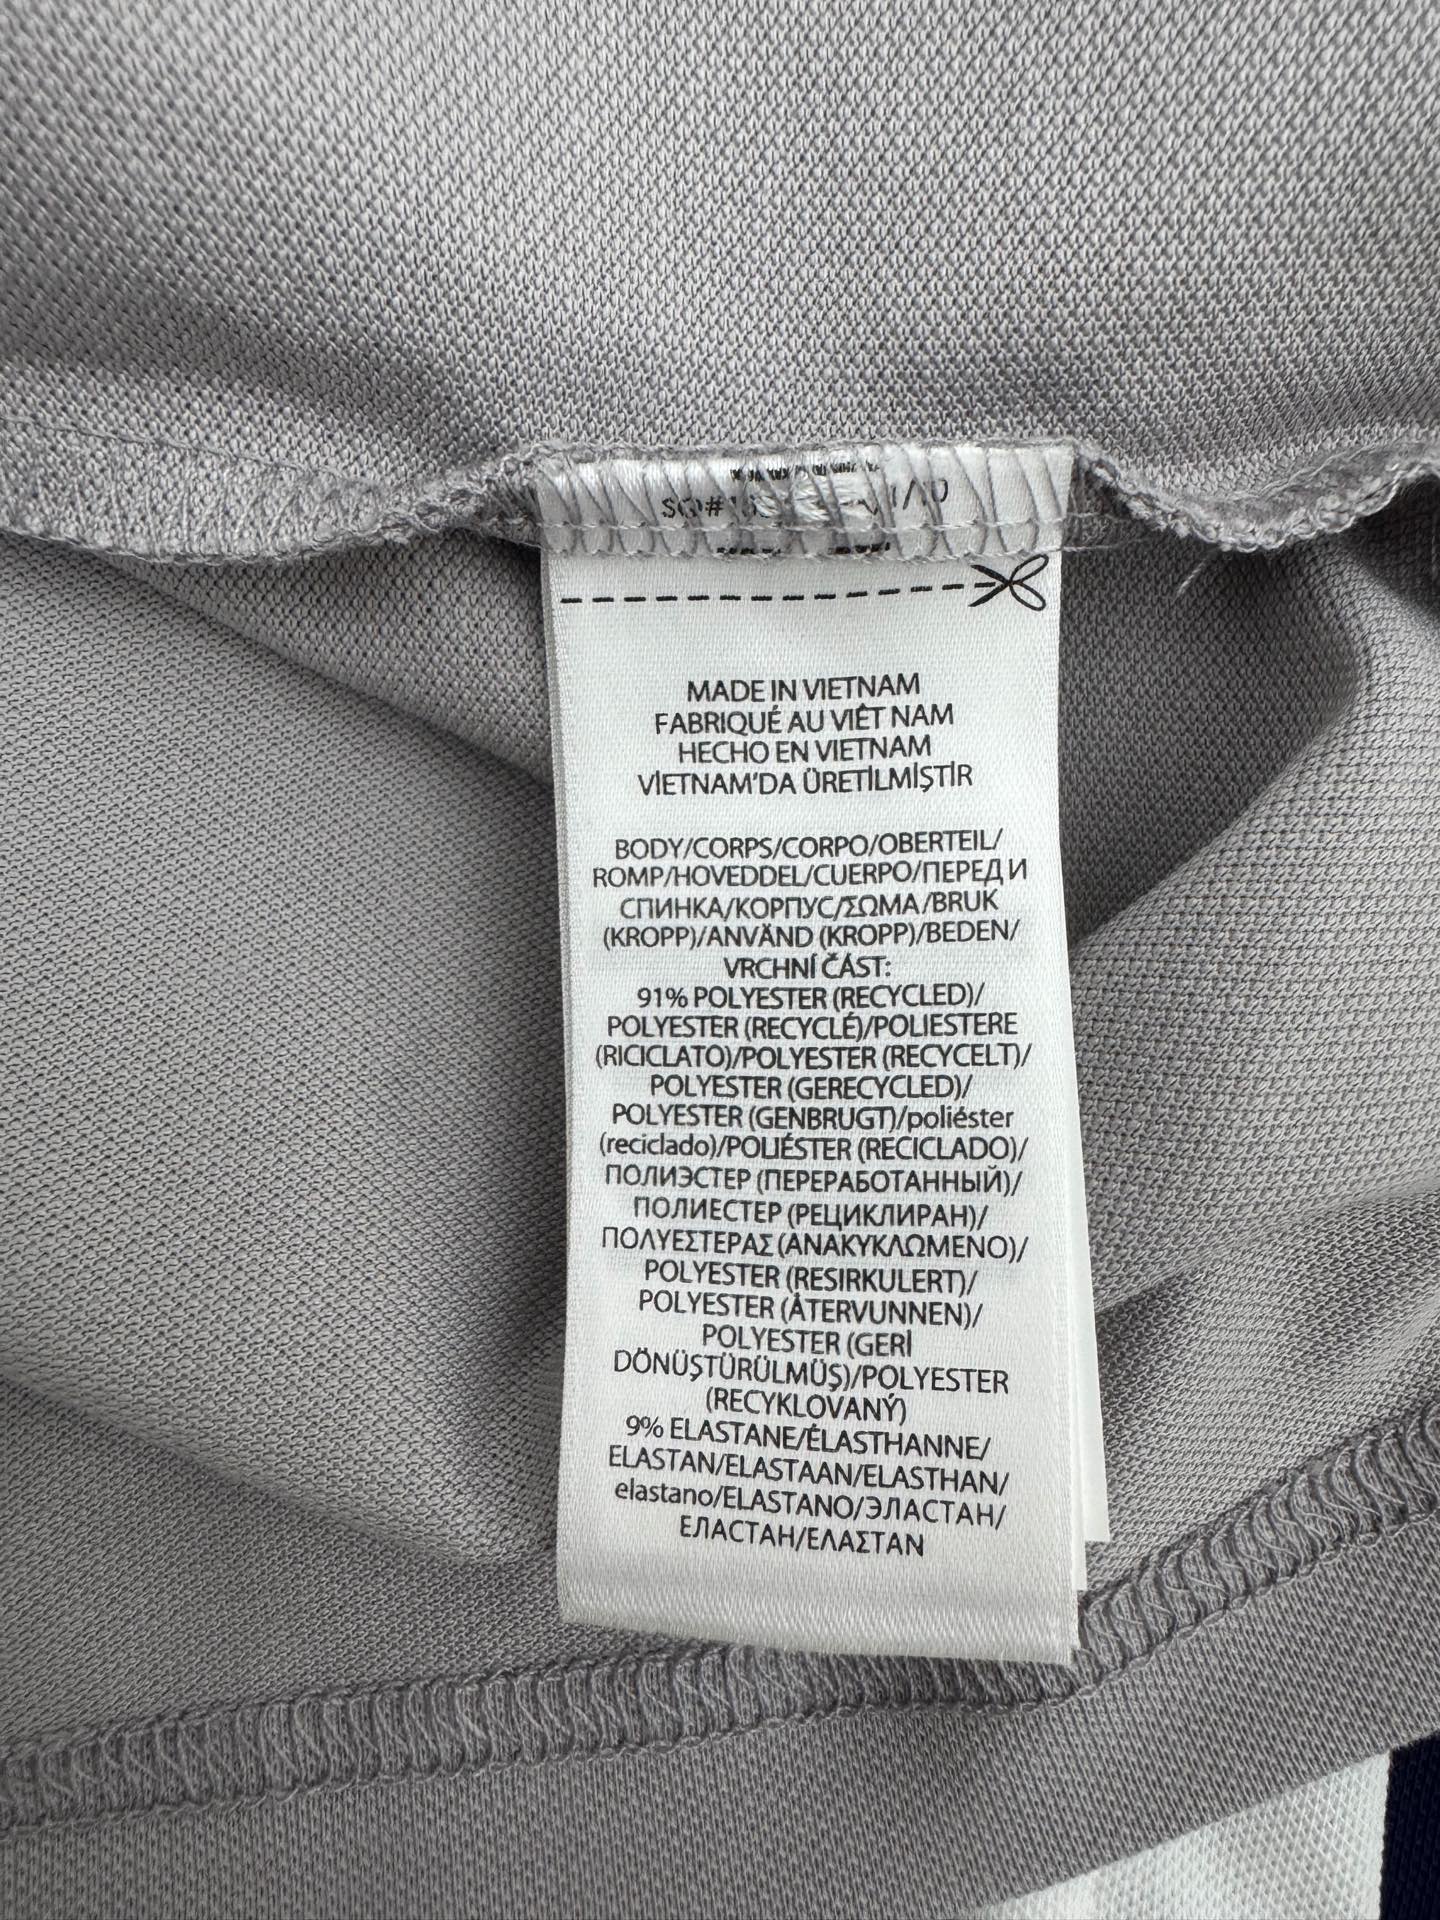 MADE IN VIETNAM
FABRIQUÉ AU VIÊT NAM
HECHO EN VIETNAM
VİETNAM'DA ÜRETİLMİŞTİR
BODY/CORPS/CORPO/OBERTEIL/
ROMP/HOVEDDEL/CUERPO/ПЕРЕД И
СПИНКА/КОРПУС/ΣΩΜΑ/BRUK
(KROPP)/ANVÄND (KROPP)/BEDEN/
VRCHNÍ ČÁST:
91% POLYESTER (RECYCLED)/
POLYESTER (RECYCLÉ)/POLIESTERE
(RICICLATO)/POLYESTER (RECYCELT)/
POLYESTER (GERECYCLED)/
POLYESTER (GENBRUGT)/poliéster
(reciclado)/POLIÉSTER (RECICLADO)/
ПОЛИЭСТЕР (ПЕРЕРАБОТАННЫЙ)/
ПОЛИЕСТЕР (РЕЦИКЛИРАН)/
ΠΟΛΥΕΣΤΕΡΑΣ (ΑΝΑΚΥΚΛΩΜΕΝΟ)/
POLYESTER (RESIRKULERT)/
POLYESTER (ÅTERVUNNEN)/
POLYESTER (GERİ
DÖNÜŞTÜRÜLMÜŞ)/POLYESTER
(RECYKLOVANÝ)
9% ELASTANE/ÉLASTHANNE/
ELASTAN/ELASTAAN/ELASTHAN/
elastano/ELASTANO/ЭЛАСТАН/
ЕЛАСТАН/ΕΛΑΣΤΑΝ